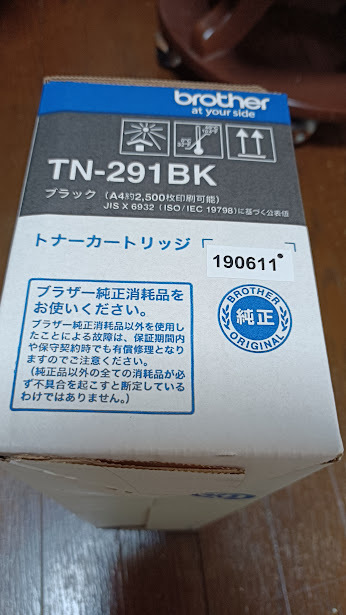 brother
at your side
TN-291BK
ブラック（A4約2,500枚印刷可能）
JIS X 6932（ISO/IEC 19798）に基づく公表値
トナーカートリッジ
190611
ブラザー純正消耗品を
お使いください。
ブラザー純正消耗品以外を使用し
たことによる故障は、保証期間内
や保守契約時でも有償修理となり
ますのでご注意ください。
（純正品以外の全ての消耗品が必
ず不具合を起こすと断定している
わけではありません。）
BROTHER
純正
ORIGINAL